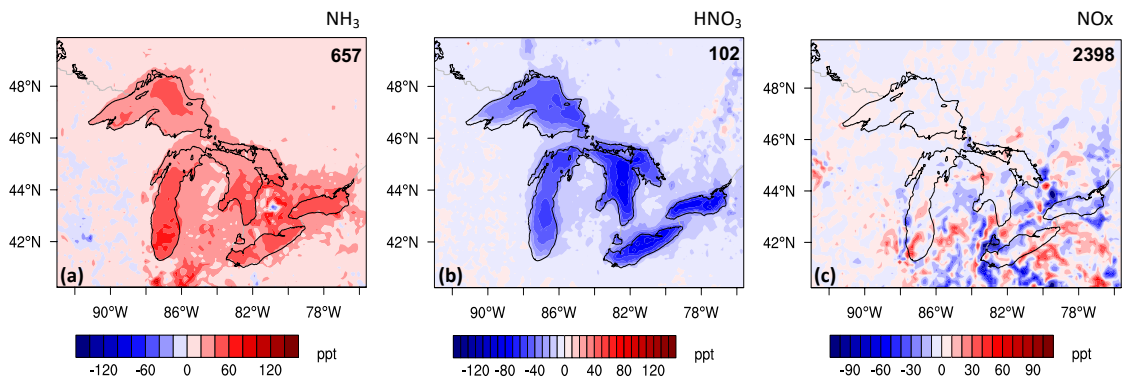 NH₃
HNO₃
NOx
657
102
2398
48°N
46°N
44°N
42°N
48°N
46°N
44°N
42°N
48°N
46°N
44°N
42°N
(a)
(b)
(c)
90°W 86°W 82°W 78°W
90°W 86°W 82°W 78°W
90°W 86°W 82°W 78°W
-120 -60 0 60 120 ppt
-120 -80 -40 0 40 80 120 ppt
-90 -60 -30 0 30 60 90 ppt